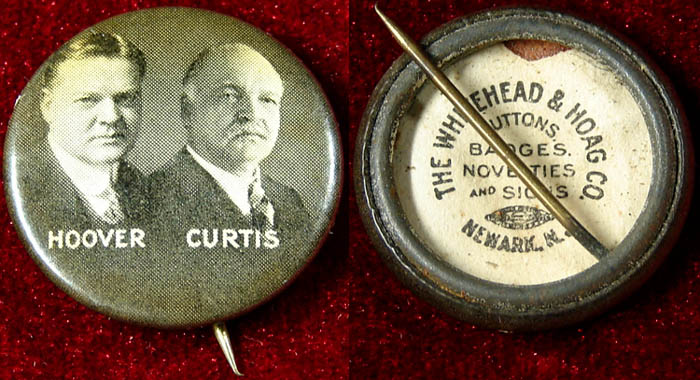 HOOVER CURTIS
THE WHITEHEAD & HOAG CO.
BUTTONS,
BADGES.
NOVELTIES
AND SIGNS
NEWARK, N.J.